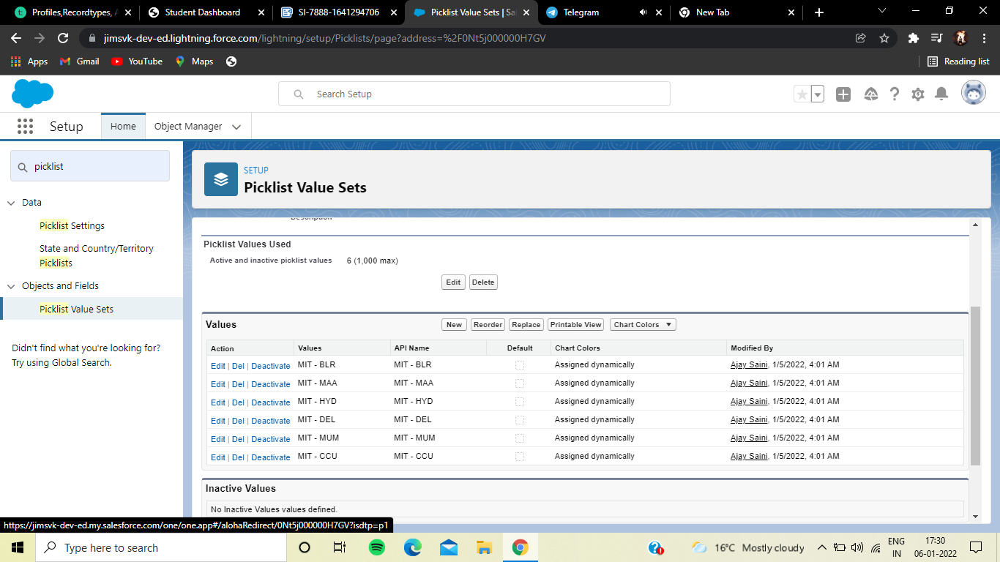 Profiles,Recordtypes, A
Student Dashboard
SI-7888-1641294706
Picklist Value Sets | Sal
Telegram
New Tab
jimsvk-dev-ed.lightning.force.com/lightning/setup/Picklists/page?address=%2F0Nt5j000000H7GV
Apps
Gmail
YouTube
Maps
Reading list
Search Setup
Setup
Home
Object Manager
picklist
SETUP
Picklist Value Sets
Data
Picklist Settings
State and Country/Territory
Picklists
Objects and Fields
Picklist Value Sets
Didn't find what you're looking for?
Try using Global Search.
Description
Picklist Values Used
Active and inactive picklist values 6 (1,000 max)
Edit Delete
Values New Reorder Replace Printable View Chart Colors
Action Values API Name Default Chart Colors Modified By
Edit | Del | Deactivate MIT - BLR MIT - BLR Assigned dynamically Ajay Saini, 1/5/2022, 4:01 AM
Edit | Del | Deactivate MIT - MAA MIT - MAA Assigned dynamically Ajay Saini, 1/5/2022, 4:01 AM
Edit | Del | Deactivate MIT - HYD MIT - HYD Assigned dynamically Ajay Saini, 1/5/2022, 4:01 AM
Edit | Del | Deactivate MIT - DEL MIT - DEL Assigned dynamically Ajay Saini, 1/5/2022, 4:01 AM
Edit | Del | Deactivate MIT - MUM MIT - MUM Assigned dynamically Ajay Saini, 1/5/2022, 4:01 AM
Edit | Del | Deactivate MIT - CCU MIT - CCU Assigned dynamically Ajay Saini, 1/5/2022, 4:01 AM
Inactive Values
No Inactive Values values defined.
https://jimsvk-dev-ed.my.salesforce.com/one/one.app#/alohaRedirect/0Nt5j000000H7GV?isdtp=p1
Type here to search
16°C Mostly cloudy
ENG
IN
17:30
06-01-2022